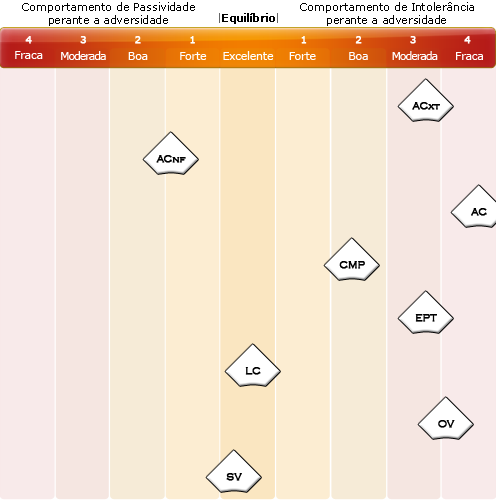 Comportamento de Passividade
perante a adversidade
|Equilíbrio|
Comportamento de Intolerância
perante a adversidade
4 3 2 1 1 2 3 4
Fraca Moderada Boa Forte Excelente Forte Boa Moderada Fraca
ACXT
ACNF
AC
CMP
EPT
LC
OV
SV